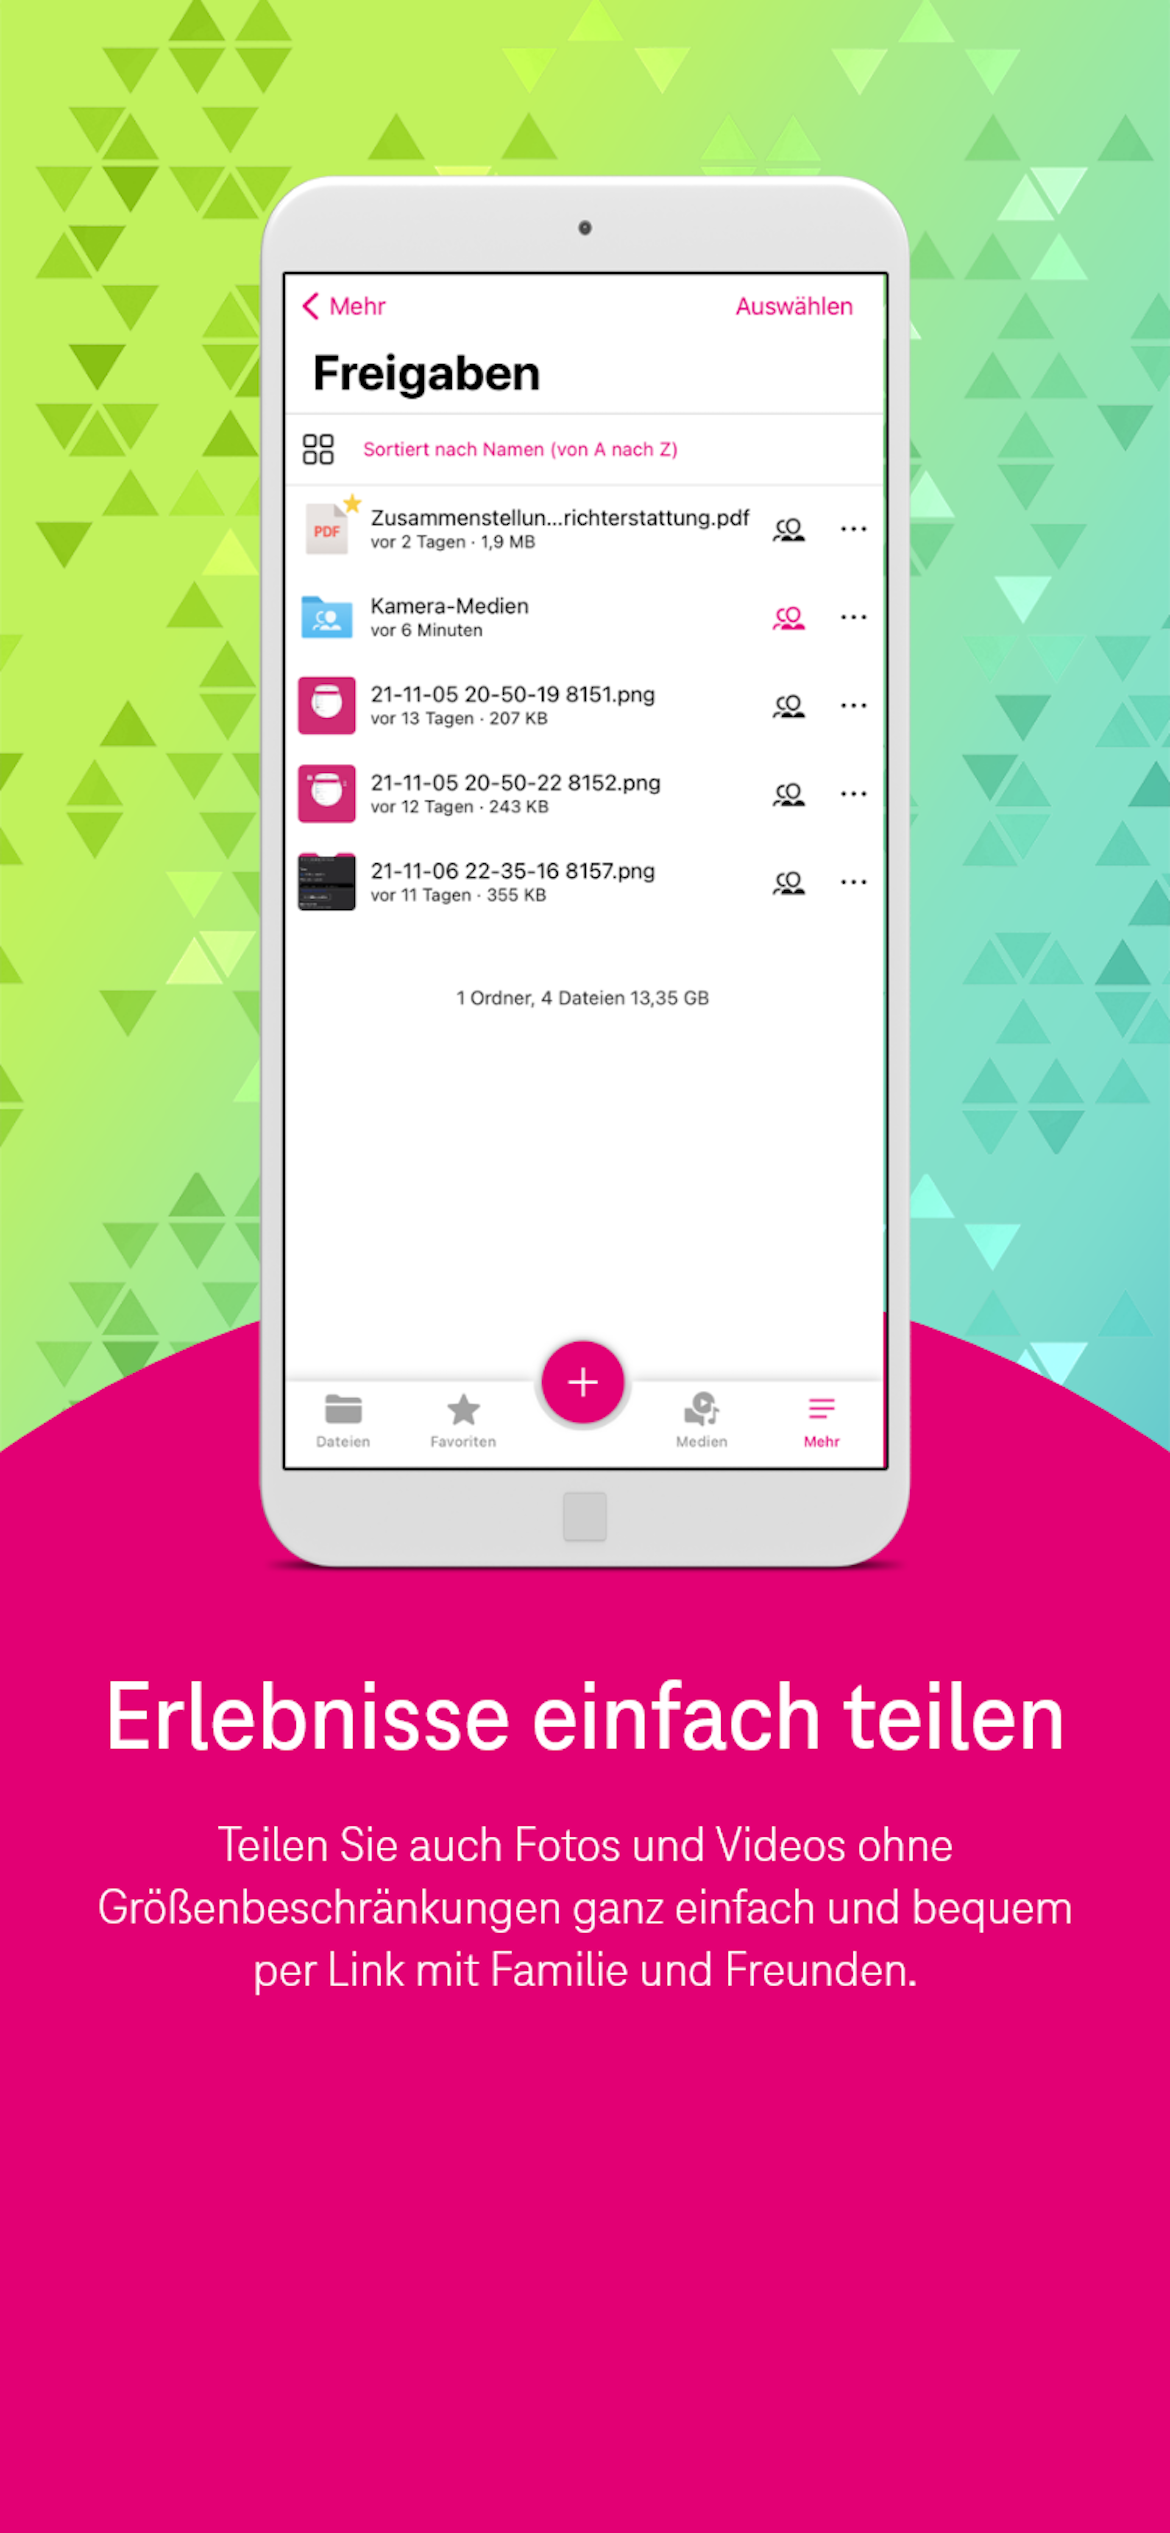 Mehr
Auswählen
Freigaben
Sortiert nach Namen (von A nach Z)
PDF
Zusammenstellun...richterstattung.pdf
vor 2 Tagen · 1,9 MB
Kamera-Medien
vor 6 Minuten
21-11-05 20-50-19 8151.png
vor 13 Tagen · 207 KB
21-11-05 20-50-22 8152.png
vor 12 Tagen · 243 KB
21-11-06 22-35-16 8157.png
vor 11 Tagen · 355 KB
1 Ordner, 4 Dateien 13,35 GB
Dateien
Favoriten
Medien
Mehr
Erlebnisse einfach teilen
Teilen Sie auch Fotos und Videos ohne
Größenbeschränkungen ganz einfach und bequem
per Link mit Familie und Freunden.